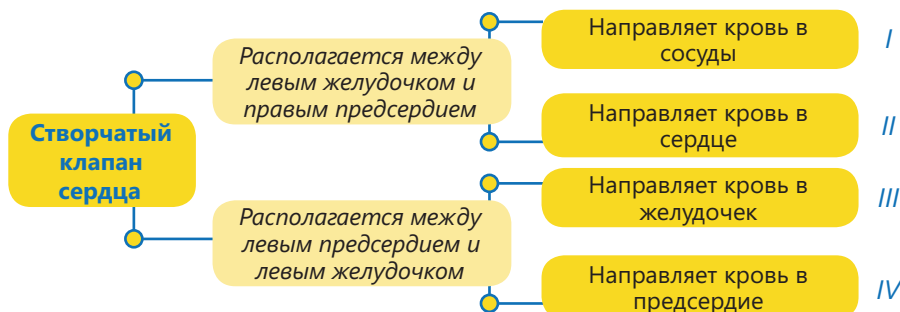 Створчатый
клапан
сердца
Располагается между
левым желудочком и
правым предсердием
Направляет кровь в
сосуды
I
Направляет кровь в
сердце
II
Располагается между
левым предсердием и
левым желудочком
Направляет кровь в
желудочек
III
Направляет кровь в
предсердие
IV